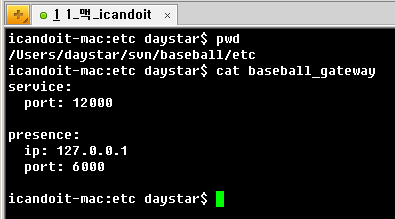 1 1_맥_icandoit ×
icandoit-mac:etc daystar$ pwd
/Users/daystar/svn/baseball/etc
icandoit-mac:etc daystar$ cat baseball_gateway
service:
  port: 12000

presence:
  ip: 127.0.0.1
  port: 6000

icandoit-mac:etc daystar$